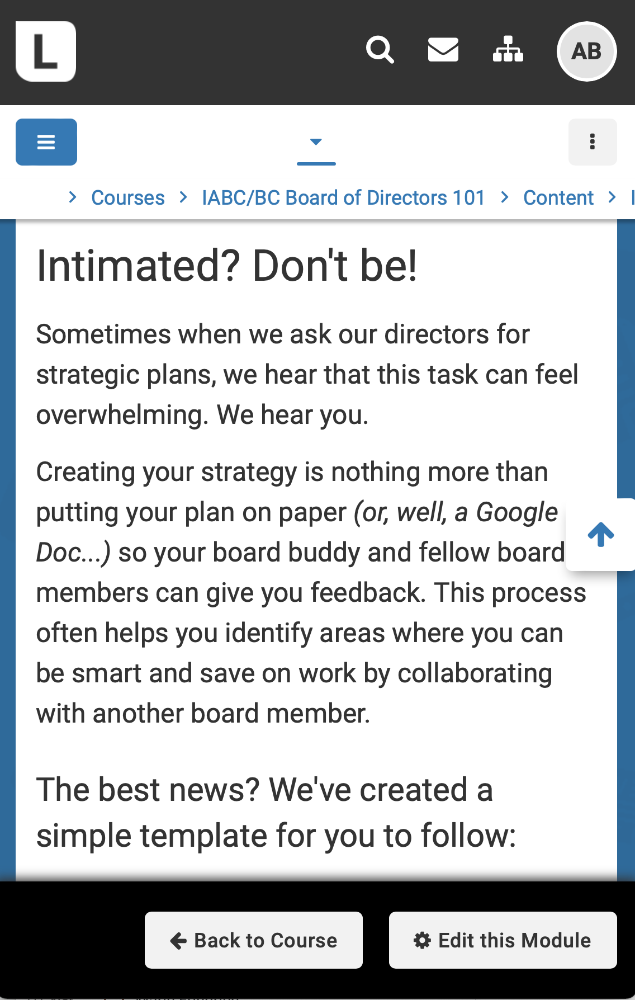 L
AB
Courses
IABC/BC Board of Directors 101
Content
Intimated? Don't be!
Sometimes when we ask our directors for
strategic plans, we hear that this task can feel
overwhelming. We hear you.
Creating your strategy is nothing more than
putting your plan on paper (or, well, a Google
Doc...) so your board buddy and fellow board
members can give you feedback. This process
often helps you identify areas where you can
be smart and save on work by collaborating
with another board member.
The best news? We've created a
simple template for you to follow:
Back to Course
Edit this Module